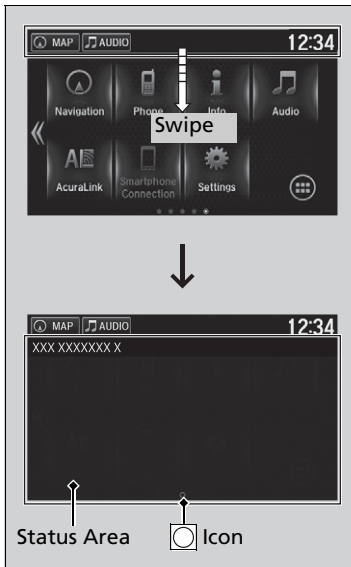 MAP AUDIO 12:34
Navigation Phone Info Audio
Swipe
AcuraLink Smartphone Connection Settings
MAP AUDIO 12:34
XXX XXXXXXX X
Status Area Icon